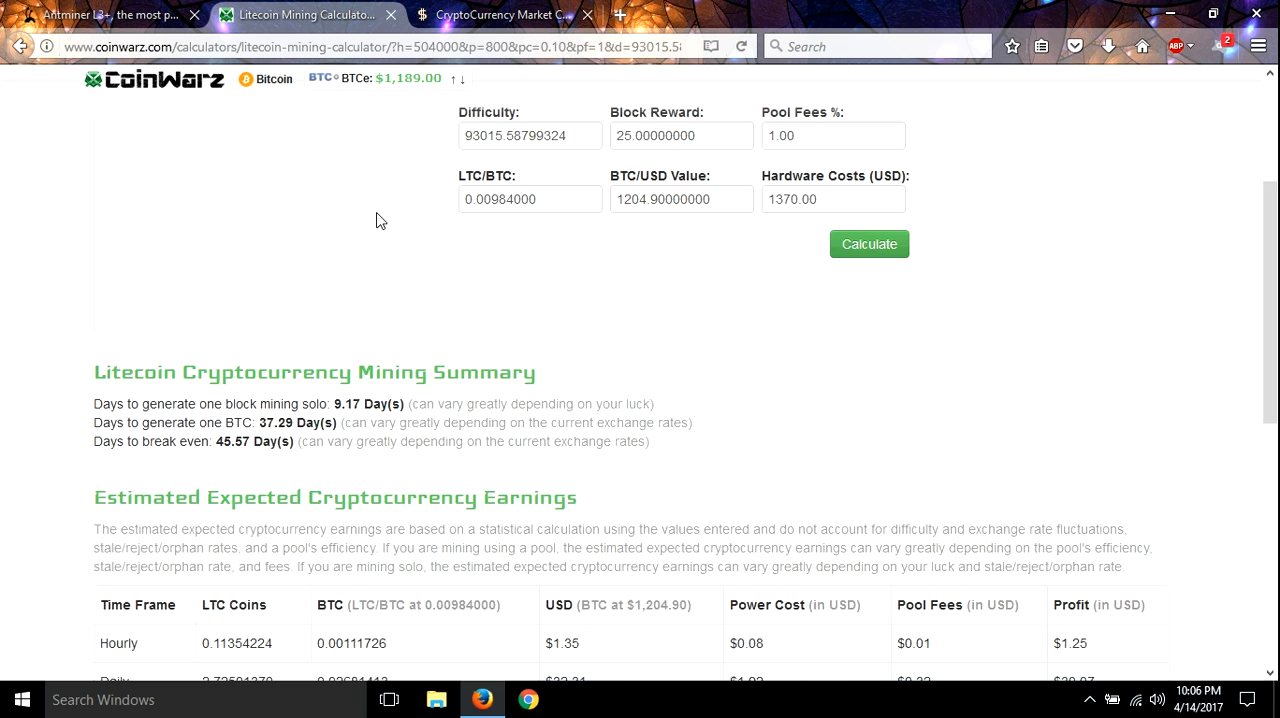 Antminer L3+, the most p...
Litecoin Mining Calculato...
CryptoCurrency Market C...
www.coinwarz.com/calculators/litecoin-mining-calculator/?h=504000&p=800&pc=0.10&pf=1&d=93015.58
Search
ABP
2
CoinWarz
Bitcoin
BTC BTCe: $1,189.00 ↑ ↓
Difficulty: Block Reward: Pool Fees %:
93015.58799324 25.00000000 1.00
LTC/BTC: BTC/USD Value: Hardware Costs (USD):
0.00984000 1204.90000000 1370.00
Calculate
Litecoin Cryptocurrency Mining Summary
Days to generate one block mining solo: 9.17 Day(s) (can vary greatly depending on your luck)
Days to generate one BTC: 37.29 Day(s) (can vary greatly depending on the current exchange rates)
Days to break even: 45.57 Day(s) (can vary greatly depending on the current exchange rates)
Estimated Expected Cryptocurrency Earnings
The estimated expected cryptocurrency earnings are based on a statistical calculation using the values entered and do not account for difficulty and exchange rate fluctuations,
stale/reject/orphan rates, and a pool's efficiency. If you are mining using a pool, the estimated expected cryptocurrency earnings can vary greatly depending on the pool's efficiency,
stale/reject/orphan rate, and fees. If you are mining solo, the estimated expected cryptocurrency earnings can vary greatly depending on your luck and stale/reject/orphan rate.
Time Frame LTC Coins BTC (LTC/BTC at 0.00984000) USD (BTC at $1,204.90) Power Cost (in USD) Pool Fees (in USD) Profit (in USD)
Hourly 0.11354224 0.00111726 $1.35 $0.08 $0.01 $1.25
Search Windows
10:06 PM
4/14/2017